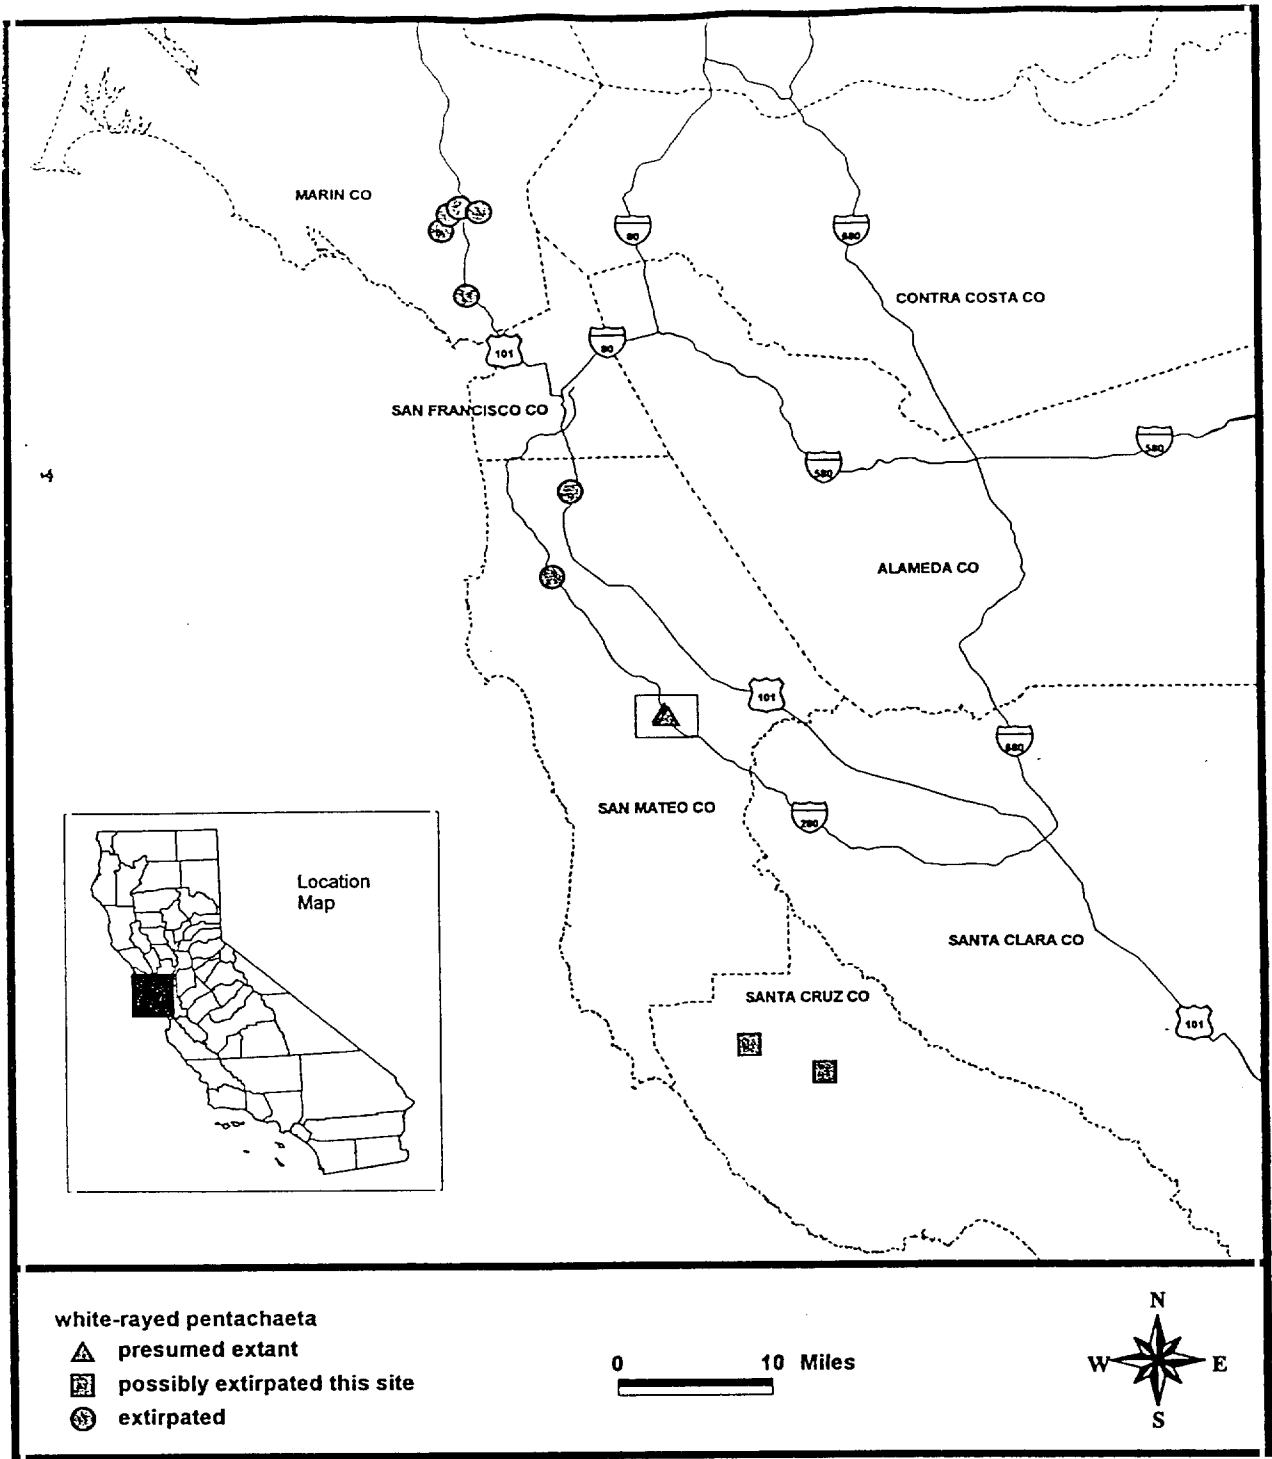 MARIN CO
80
680
CONTRA COSTA CO
101
80
SAN FRANCISCO CO
580
580
ALAMEDA CO
101
680
SAN MATEO CO
280
Location
Map
SANTA CLARA CO
SANTA CRUZ CO
101
white-rayed pentachaeta
presumed extant
possibly extirpated this site
extirpated
0 10 Miles
N
W E
S